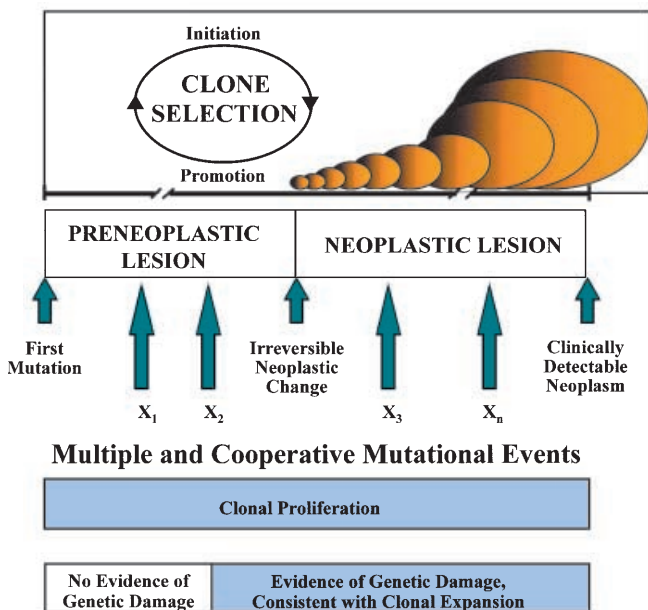 Initiation
CLONE
SELECTION
Promotion
PRENEOPLASTIC
LESION
NEOPLASTIC LESION
First
Mutation
Irreversible
Neoplastic
Change
Clinically
Detectable
Neoplasm
X1
X2
X3
Xn
Multiple and Cooperative Mutational Events
Clonal Proliferation
No Evidence of
Genetic Damage
Evidence of Genetic Damage,
Consistent with Clonal Expansion